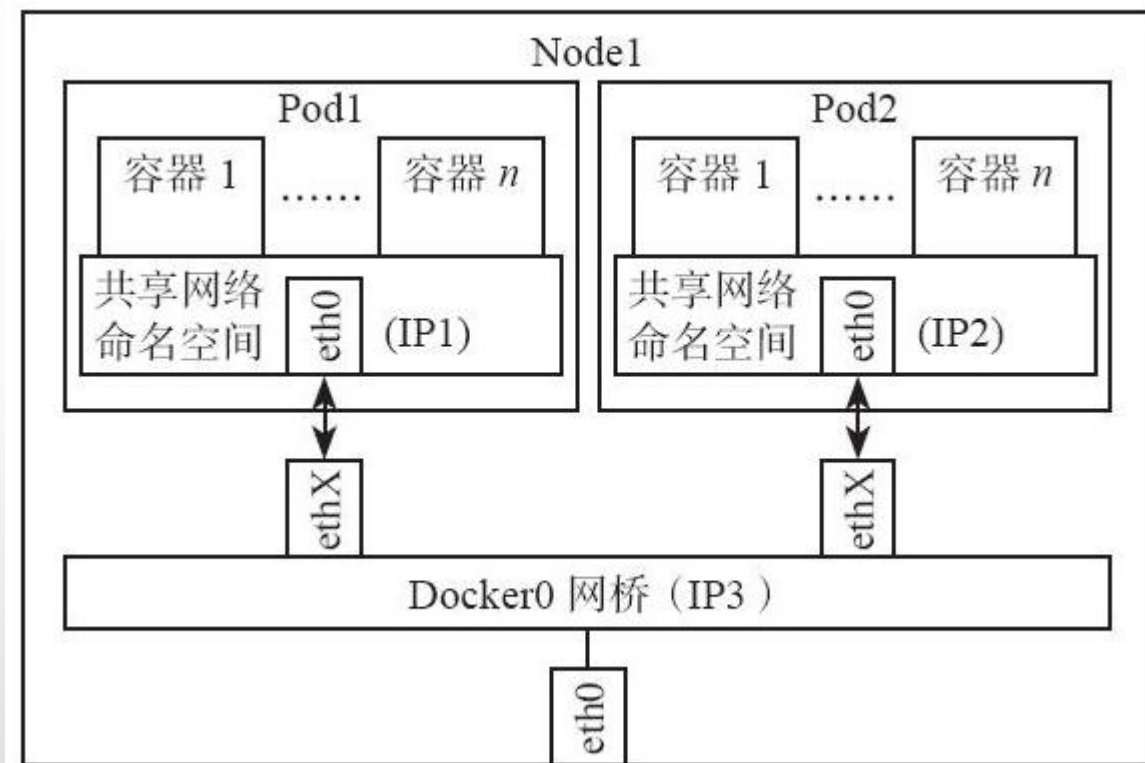 Node1
Pod1
容器 1
……
容器 n
共享网络
命名空间
eth0
(IP1)
Pod2
容器 1
……
容器 n
共享网络
命名空间
eth0
(IP2)
ethX
ethX
Docker0 网桥（IP3）
eth0